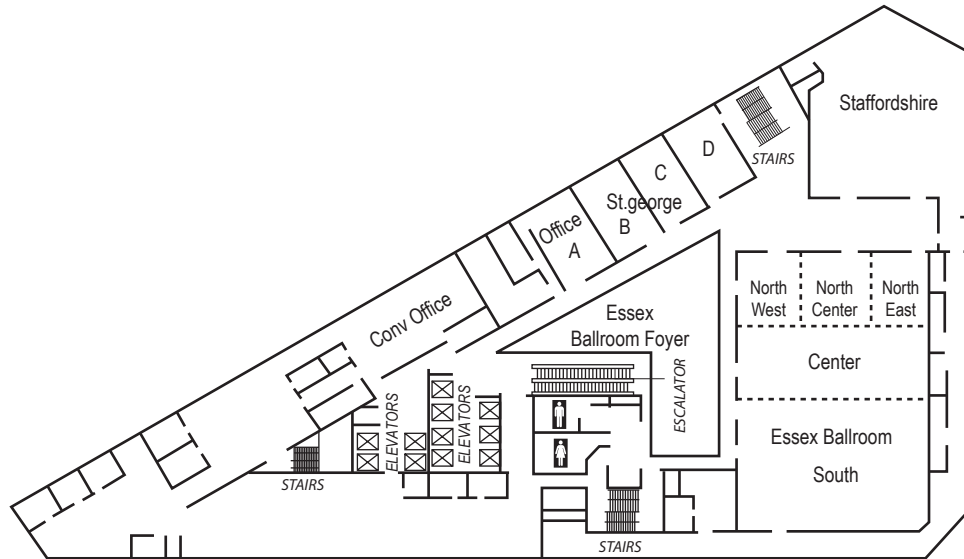 Staffordshire
D
STAIRS
C
St.george
B
Office
A
North
West
North
Center
North
East
Essex
Ballroom Foyer
Conv Office
Center
ESCALATOR
ELEVATORS
ELEVATORS
Essex Ballroom
South
STAIRS
STAIRS